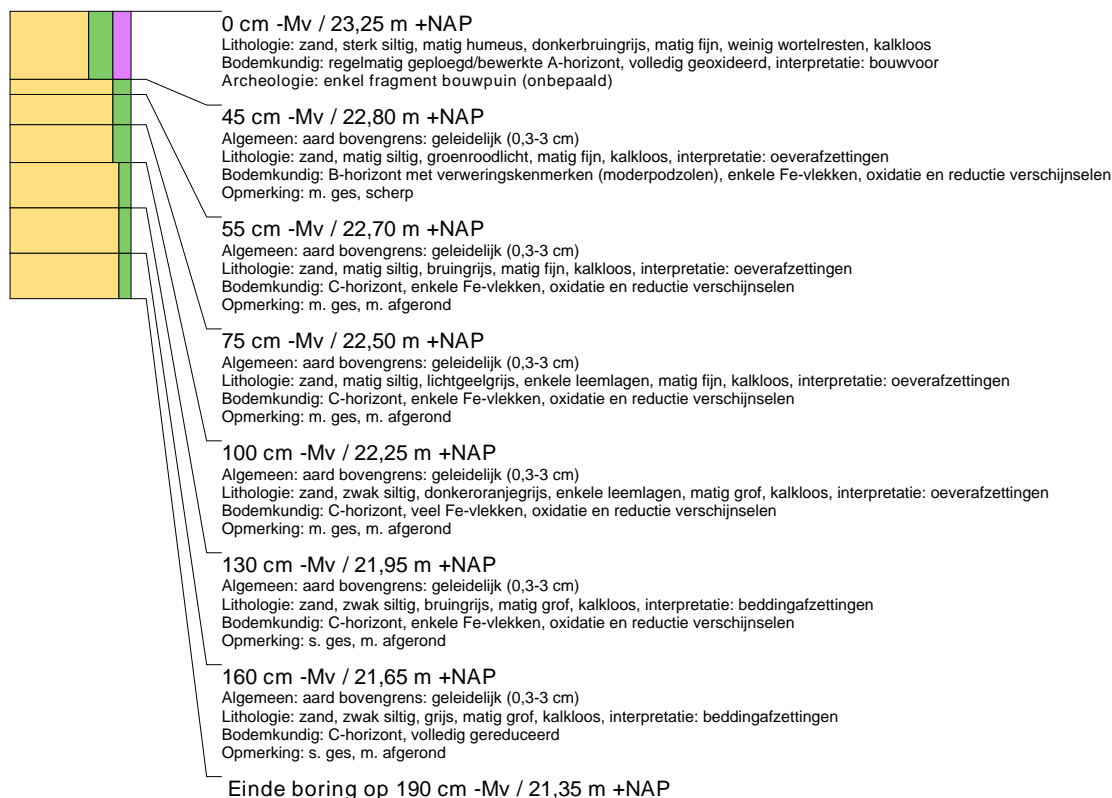 0 cm -Mv / 23,25 m +NAP
Lithologie: zand, sterk siltig, matig humeus, donkerbruingrijs, matig fijn, weinig wortelresten, kalkloos
Bodemkundig: regelmatig geploegd/bewerkte A-horizont, volledig geoxideerd, interpretatie: bouwvoor
Archeologie: enkel fragment bouwpuin (onbepaald)
45 cm -Mv / 22,80 m +NAP
Algemeen: aard bovengrens: geleidelijk (0,3-3 cm)
Lithologie: zand, matig siltig, groenroodlicht, matig fijn, kalkloos, interpretatie: oeverafzettingen
Bodemkundig: B-horizont met verweringskenmerken (moderpodzolen), enkele Fe-vlekken, oxidatie en reductie verschijnselen
Opmerking: m. ges, scherp
55 cm -Mv / 22,70 m +NAP
Algemeen: aard bovengrens: geleidelijk (0,3-3 cm)
Lithologie: zand, matig siltig, bruingrijs, matig fijn, kalkloos, interpretatie: oeverafzettingen
Bodemkundig: C-horizont, enkele Fe-vlekken, oxidatie en reductie verschijnselen
Opmerking: m. ges, m. afgerond
75 cm -Mv / 22,50 m +NAP
Algemeen: aard bovengrens: geleidelijk (0,3-3 cm)
Lithologie: zand, matig siltig, lichtgeelgrijs, enkele leemlagen, matig fijn, kalkloos, interpretatie: oeverafzettingen
Bodemkundig: C-horizont, enkele Fe-vlekken, oxidatie en reductie verschijnselen
Opmerking: m. ges, m. afgerond
100 cm -Mv / 22,25 m +NAP
Algemeen: aard bovengrens: geleidelijk (0,3-3 cm)
Lithologie: zand, zwak siltig, donkeroranjegrijs, enkele leemlagen, matig grof, kalkloos, interpretatie: oeverafzettingen
Bodemkundig: C-horizont, veel Fe-vlekken, oxidatie en reductie verschijnselen
Opmerking: m. ges, m. afgerond
130 cm -Mv / 21,95 m +NAP
Algemeen: aard bovengrens: geleidelijk (0,3-3 cm)
Lithologie: zand, zwak siltig, bruingrijs, matig grof, kalkloos, interpretatie: beddingafzettingen
Bodemkundig: C-horizont, enkele Fe-vlekken, oxidatie en reductie verschijnselen
Opmerking: s. ges, m. afgerond
160 cm -Mv / 21,65 m +NAP
Algemeen: aard bovengrens: geleidelijk (0,3-3 cm)
Lithologie: zand, zwak siltig, grijs, matig grof, kalkloos, interpretatie: beddingafzettingen
Bodemkundig: C-horizont, volledig gereduceerd
Opmerking: s. ges, m. afgerond
Einde boring op 190 cm -Mv / 21,35 m +NAP